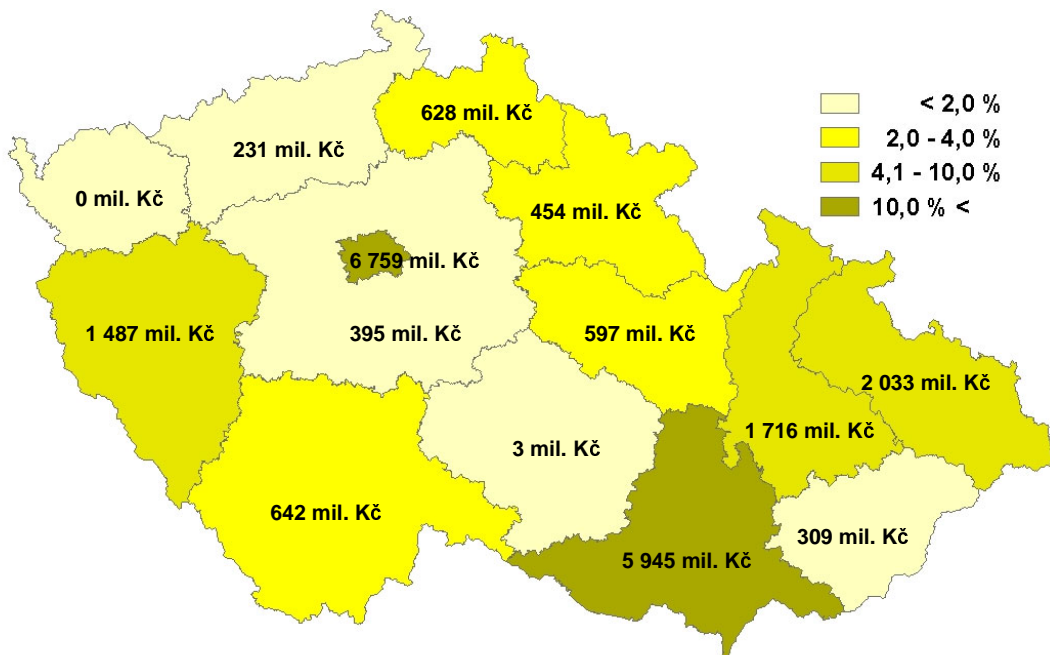 628 mil. Kč
231 mil. Kč
0 mil. Kč
454 mil. Kč
6 759 mil. Kč
1 487 mil. Kč
395 mil. Kč
597 mil. Kč
2 033 mil. Kč
1 716 mil. Kč
3 mil. Kč
642 mil. Kč
309 mil. Kč
5 945 mil. Kč
< 2,0 %
2,0 - 4,0 %
4,1 - 10,0 %
10,0 % <